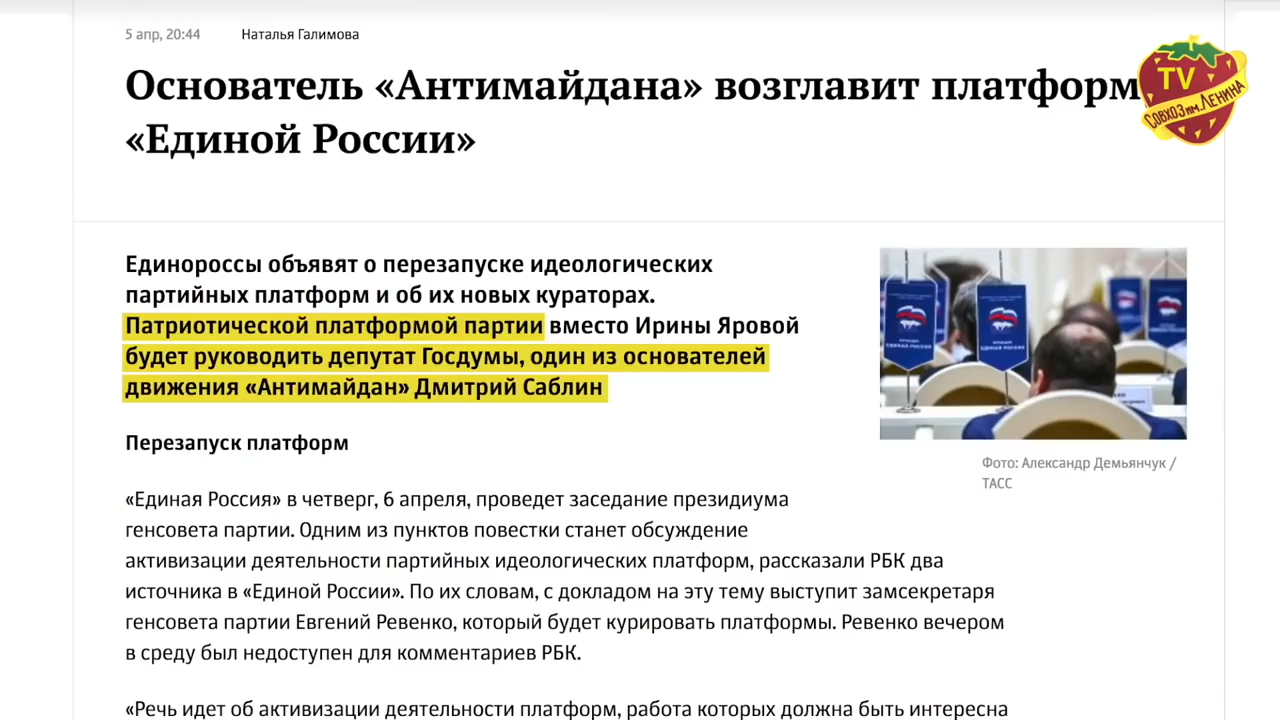 5 апр, 20:44 Наталья Галимова
Основатель «Антимайдана» возглавит платформ
«Единой России»
TV
СОВХОЗ им. ЛЕНИНА
Единороссы объявят о перезапуске идеологических
партийных платформ и об их новых кураторах.
Патриотической платформой партии вместо Ирины Яровой
будет руководить депутат Госдумы, один из основателей
движения «Антимайдан» Дмитрий Саблин
ЕДИНАЯ РОССИЯ
ЕДИНАЯ РОССИЯ
Фото: Александр Демьянчук /
ТАСС
Перезапуск платформ
«Единая Россия» в четверг, 6 апреля, проведет заседание президиума
генсовета партии. Одним из пунктов повестки станет обсуждение
активизации деятельности партийных идеологических платформ, рассказали РБК два
источника в «Единой России». По их словам, с докладом на эту тему выступит замсекретаря
генсовета партии Евгений Ревенко, который будет курировать платформы. Ревенко вечером
в среду был недоступен для комментариев РБК.
«Речь идет об активизации деятельности платформ, работа которых должна быть интересна